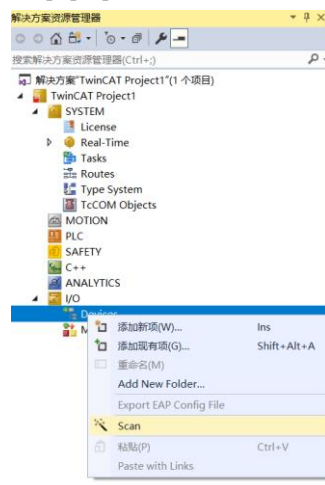 解决方案资源管理器
搜索解决方案资源管理器(Ctrl+;)
解决方案"TwinCAT Project1"(1 个项目)
TwinCAT Project1
SYSTEM
License
Real-Time
Tasks
Routes
Type System
TcCOM Objects
MOTION
PLC
SAFETY
C++
ANALYTICS
I/O
Devices
添加新项(W)... Ins
添加现有项(G)... Shift+Alt+A
重命名(M)
Add New Folder...
Export EAP Config File
Scan
粘贴(P) Ctrl+V
Paste with Links